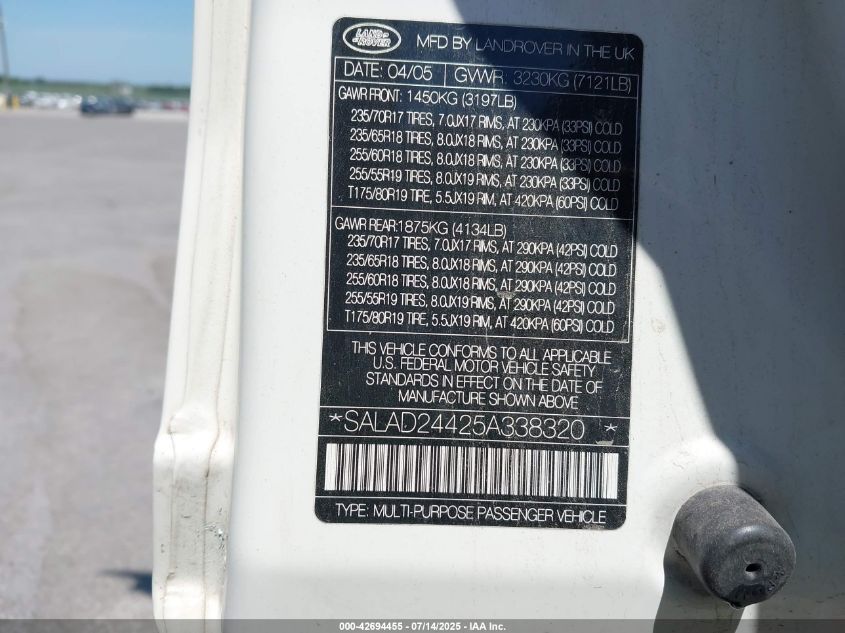 LAND
ROVER
MFD BY LANDROVER IN THE UK
DATE: 04/05 GVWR: 3230KG (7121LB)
GAWR FRONT: 1450KG (3197LB)
235/70R17 TIRES, 7.0JX17 RIMS, AT 230KPA (33PSI) COLD
235/65R18 TIRES, 8.0JX18 RIMS, AT 230KPA (33PSI) COLD
255/60R18 TIRES, 8.0JX18 RIMS, AT 230KPA (33PSI) COLD
255/55R19 TIRES, 8.0JX19 RIMS, AT 230KPA (33PSI) COLD
T175/80R19 TIRE, 5.5JX19 RIM, AT 420KPA (60PSI) COLD
GAWR REAR: 1875KG (4134LB)
235/70R17 TIRES, 7.0JX17 RIMS, AT 290KPA (42PSI) COLD
235/65R18 TIRES, 8.0JX18 RIMS, AT 290KPA (42PSI) COLD
255/60R18 TIRES, 8.0JX18 RIMS, AT 290KPA (42PSI) COLD
255/55R19 TIRES, 8.0JX19 RIMS, AT 290KPA (42PSI) COLD
T175/80R19 TIRE, 5.5JX19 RIM, AT 420KPA (60PSI) COLD
THIS VEHICLE CONFORMS TO ALL APPLICABLE
U.S. FEDERAL MOTOR VEHICLE SAFETY
STANDARDS IN EFFECT ON THE DATE OF
MANUFACTURE SHOWN ABOVE
*SALAD24425A338320 *
TYPE: MULTI-PURPOSE PASSENGER VEHICLE
000-42694455 - 07/14/2025 - IAA Inc.